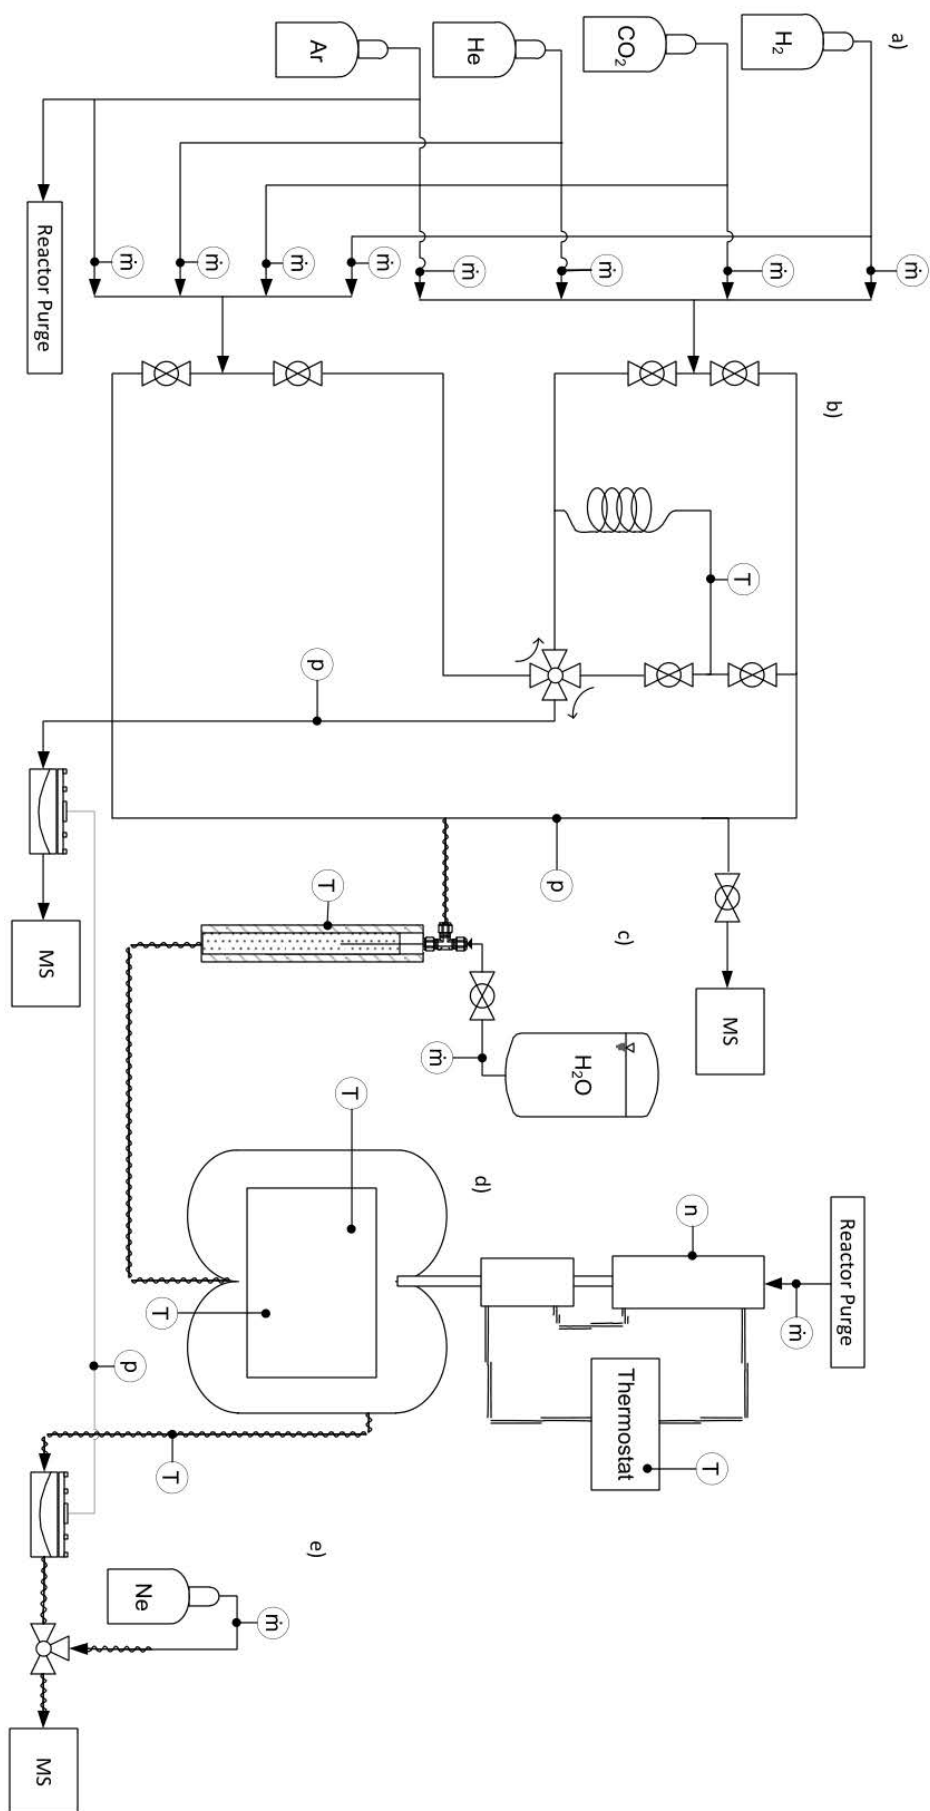 a)
H₂
CO₂
He
Ar
ṁ
ṁ
ṁ
ṁ
ṁ
ṁ
ṁ
ṁ
Reactor Purge
b)
T
p
p
MS
MS
c)
H₂O
ṁ
T
d)
Reactor Purge
ṁ
n
Thermostat
T
T
T
p
T
e)
Ne
ṁ
MS